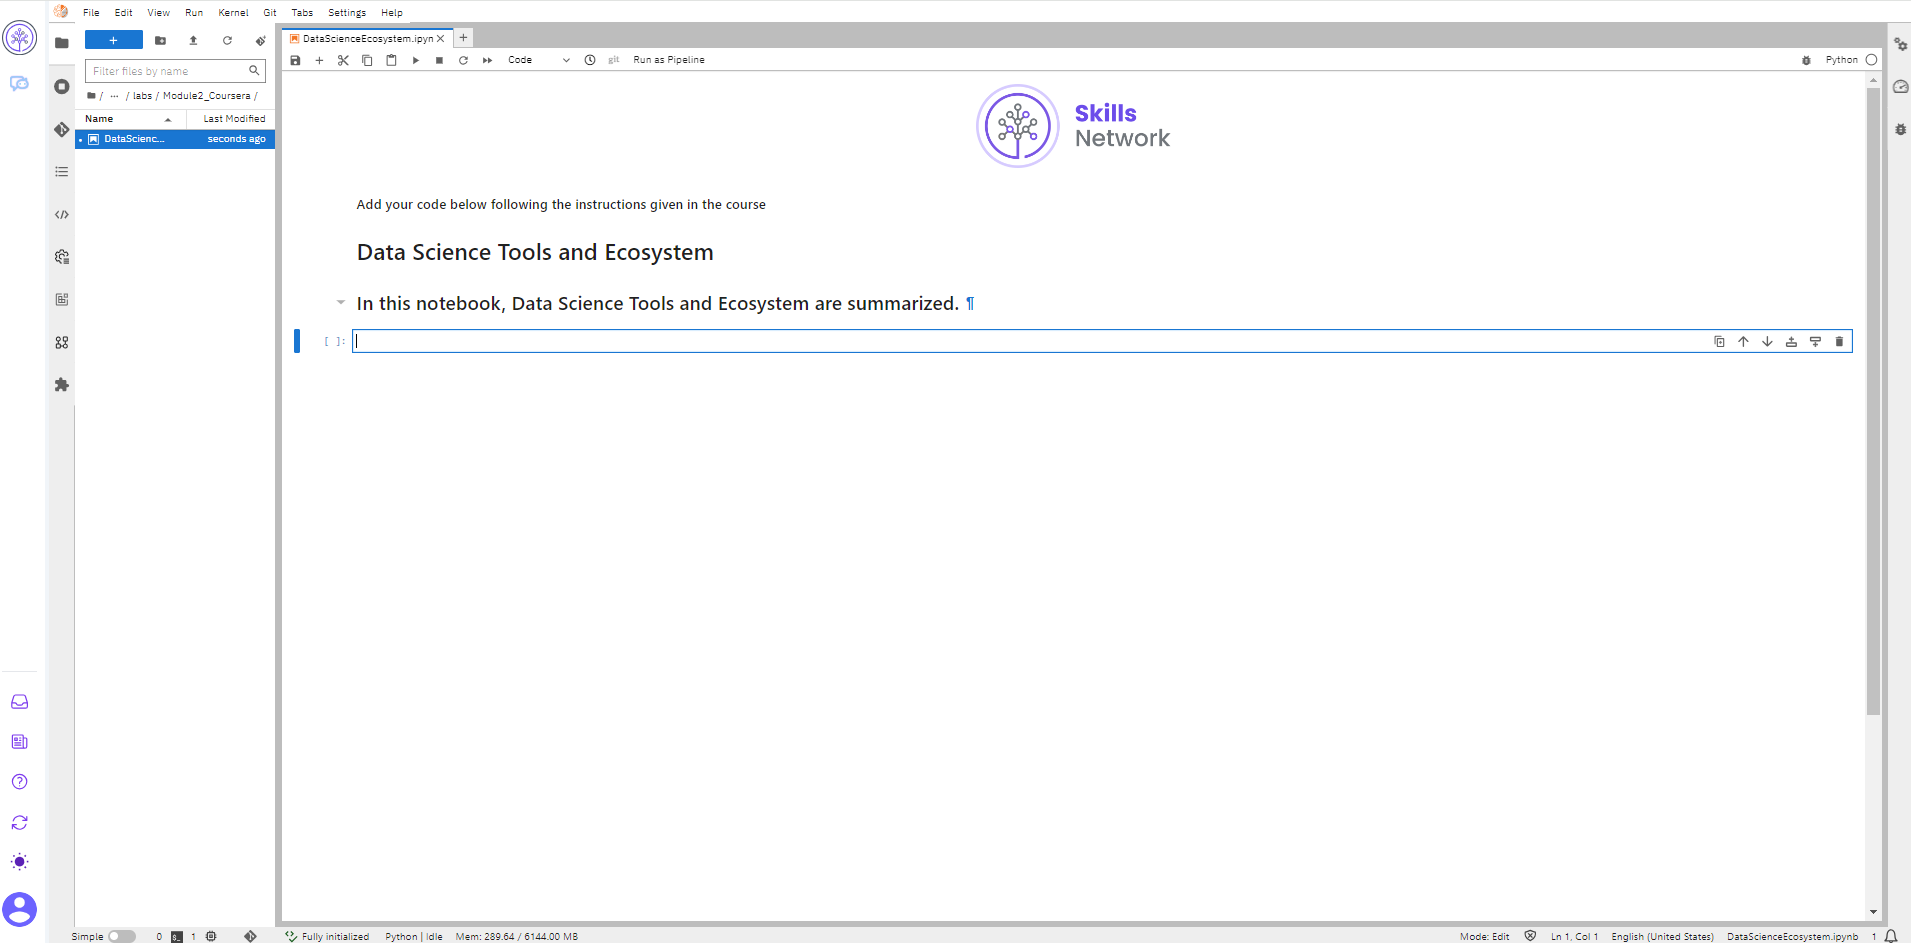 File Edit View Run Kernel Git Tabs Settings Help
DataScienceEcosystem.ipyn
Filter files by name
Code git Run as Pipeline Python
/ ... / labs / Module2_Coursera /
Name Last Modified
DataScienc... seconds ago
Skills
Network
Add your code below following the instructions given in the course
Data Science Tools and Ecosystem
In this notebook, Data Science Tools and Ecosystem are summarized. ¶
[ ]:
Simple 0 1 Fully initialized Python | Idle Mem: 289.64 / 6144.00 MB Mode: Edit Ln 1, Col 1 English (United States) DataScienceEcosystem.ipynb 1